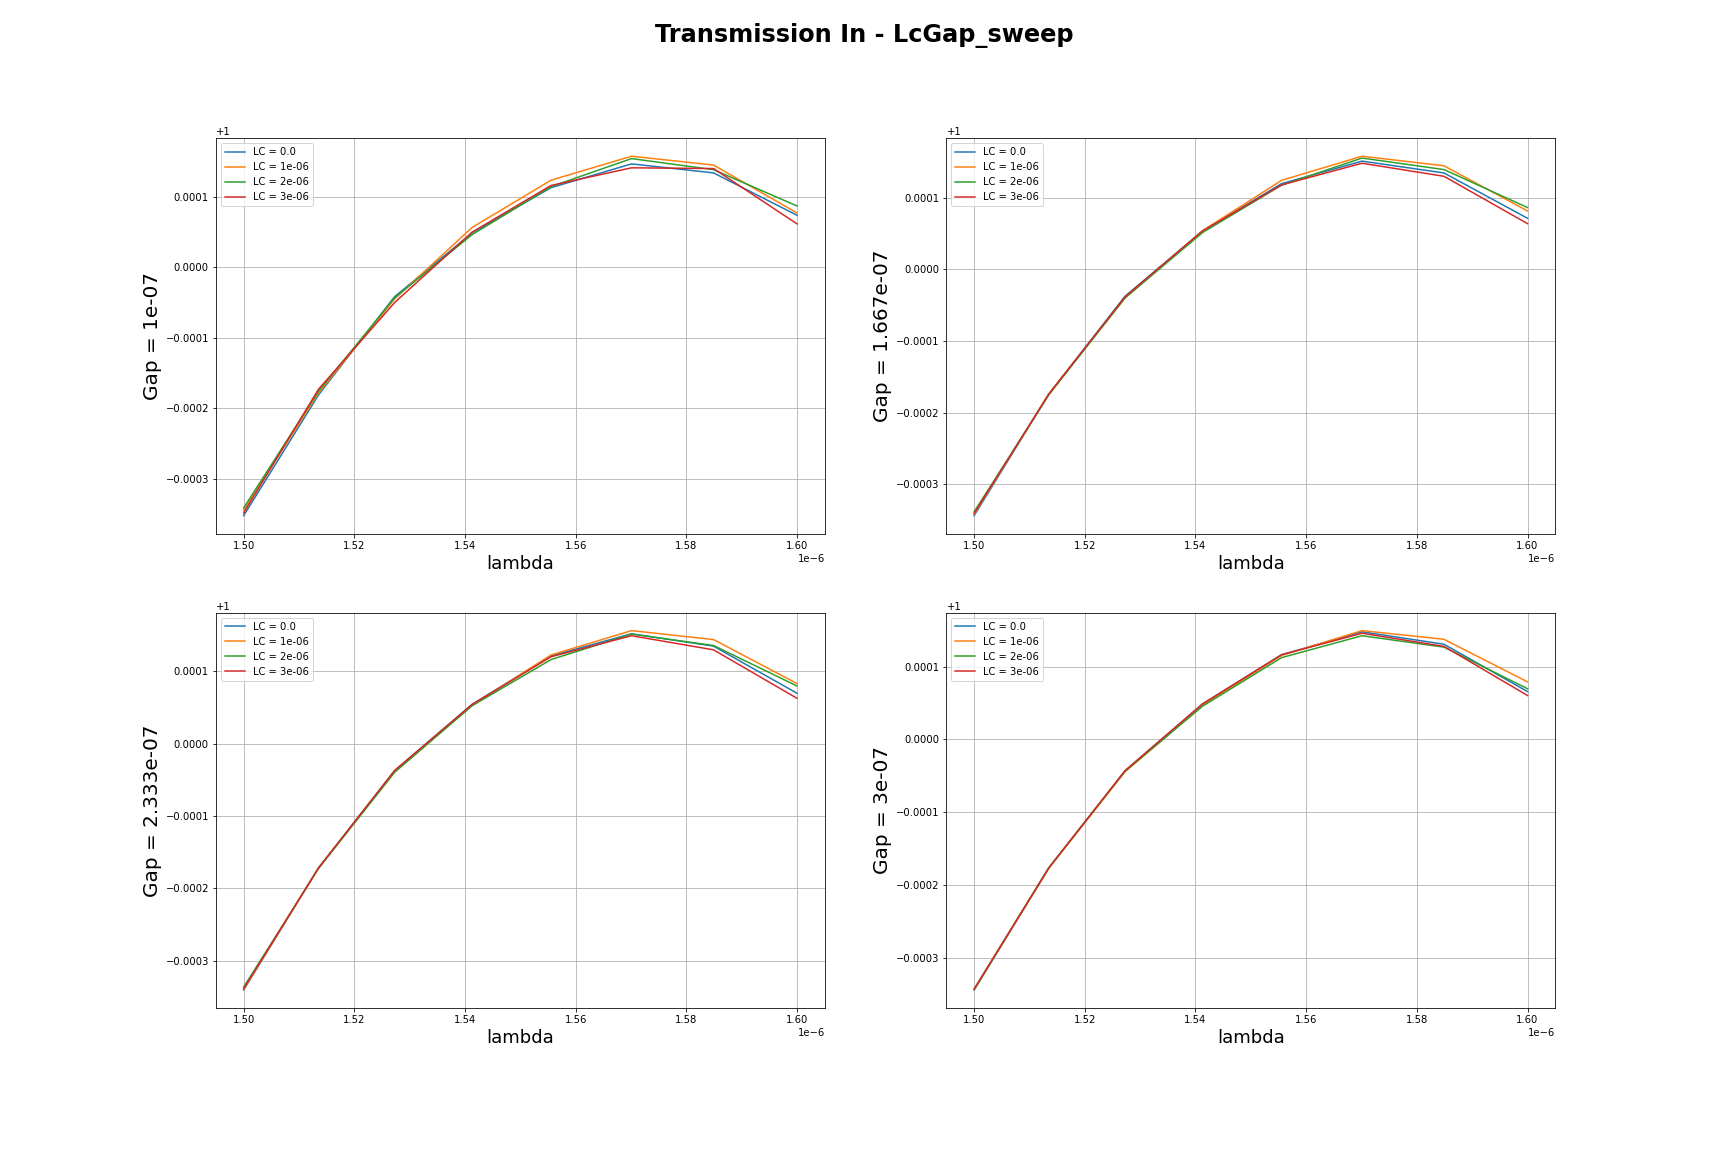 Transmission In - LcGap_sweep
+1
LC = 0.0
LC = 1e-06
LC = 2e-06
LC = 3e-06
0.0001
0.0000
−0.0001
−0.0002
−0.0003
Gap = 1e-07
1.50 1.52 1.54 1.56 1.58 1.60
1e−6
lambda
+1
LC = 0.0
LC = 1e-06
LC = 2e-06
LC = 3e-06
0.0001
0.0000
−0.0001
−0.0002
−0.0003
Gap = 1.667e-07
1.50 1.52 1.54 1.56 1.58 1.60
1e−6
lambda
+1
LC = 0.0
LC = 1e-06
LC = 2e-06
LC = 3e-06
0.0001
0.0000
−0.0001
−0.0002
−0.0003
Gap = 2.333e-07
1.50 1.52 1.54 1.56 1.58 1.60
1e−6
lambda
+1
LC = 0.0
LC = 1e-06
LC = 2e-06
LC = 3e-06
0.0001
0.0000
−0.0001
−0.0002
−0.0003
Gap = 3e-07
1.50 1.52 1.54 1.56 1.58 1.60
1e−6
lambda